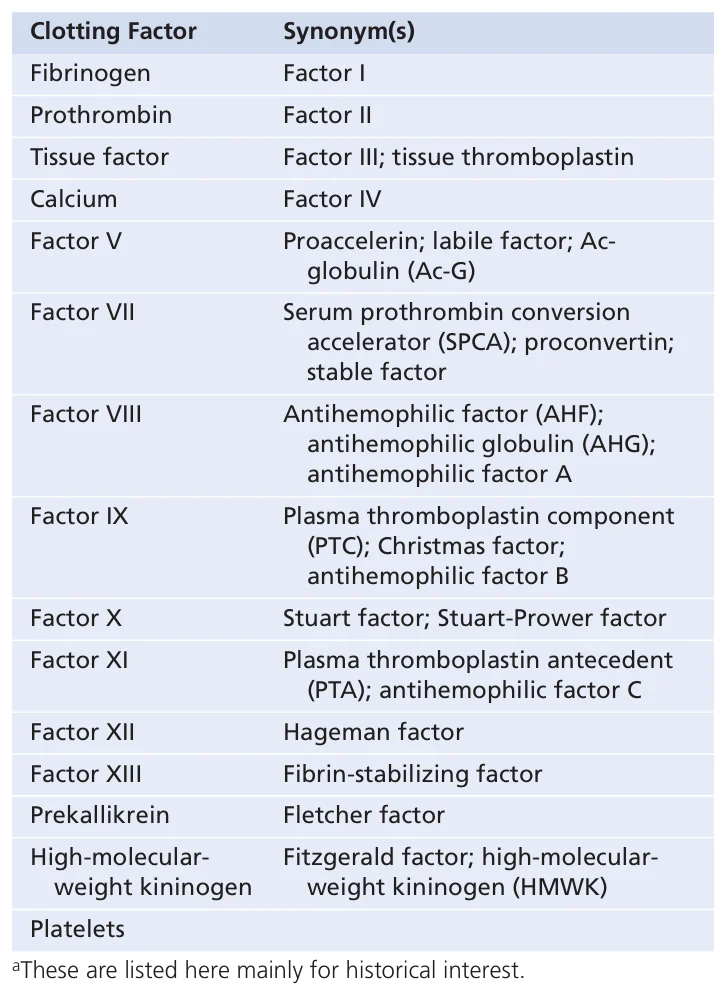 Clotting Factor Synonym(s)
Fibrinogen Factor I
Prothrombin Factor II
Tissue factor Factor III; tissue thromboplastin
Calcium Factor IV
Factor V Proaccelerin; labile factor; Ac-
globulin (Ac-G)
Factor VII Serum prothrombin conversion
accelerator (SPCA); proconvertin;
stable factor
Factor VIII Antihemophilic factor (AHF);
antihemophilic globulin (AHG);
antihemophilic factor A
Factor IX Plasma thromboplastin component
(PTC); Christmas factor;
antihemophilic factor B
Factor X Stuart factor; Stuart-Prower factor
Factor XI Plasma thromboplastin antecedent
(PTA); antihemophilic factor C
Factor XII Hageman factor
Factor XIII Fibrin-stabilizing factor
Prekallikrein Fletcher factor
High-molecular- Fitzgerald factor; high-molecular-
weight kininogen weight kininogen (HMWK)
Platelets
aThese are listed here mainly for historical interest.